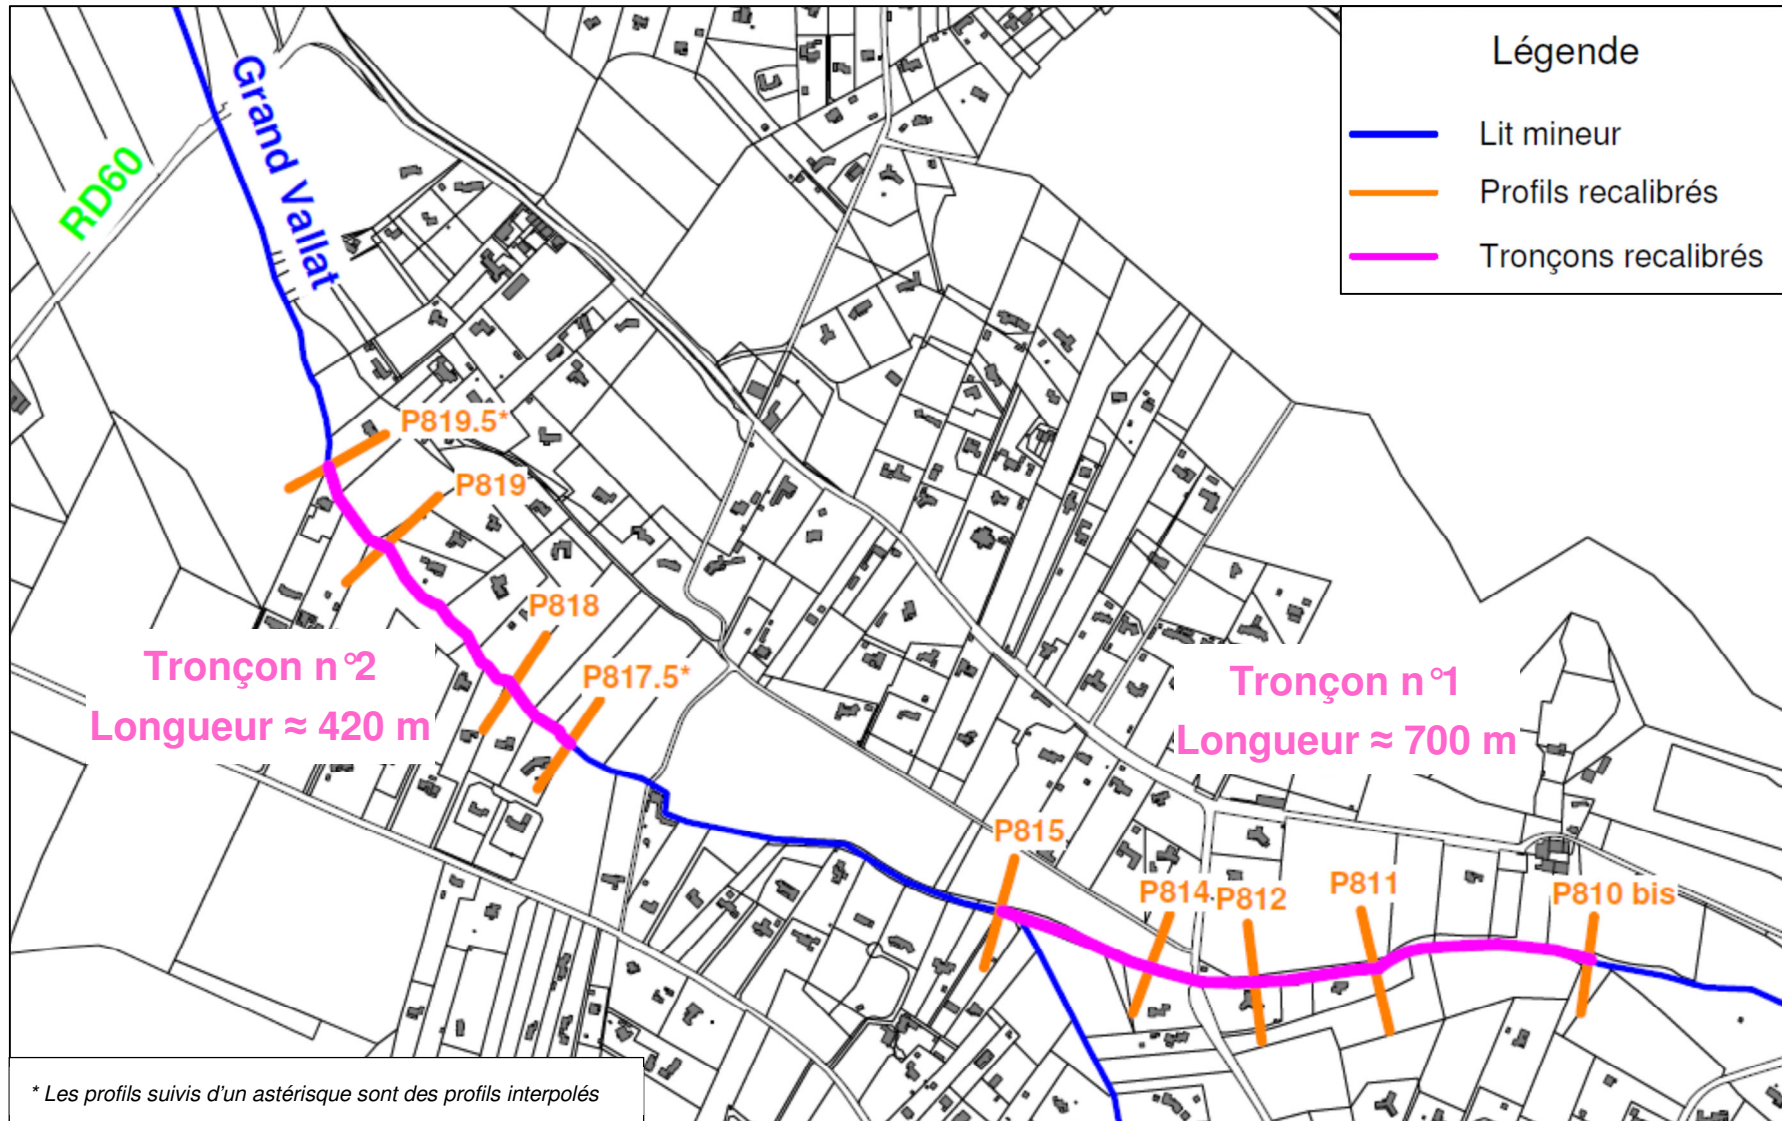 Légende
Lit mineur
Profils recalibrés
Tronçons recalibrés
Grand Vallat
RD60
P819.5*
P819
P818
P817.5*
Tronçon n°2
Longueur ≈ 420 m
Tronçon n°1
Longueur ≈ 700 m
P815
P814
P812
P811
P810 bis
* Les profils suivis d'un astérisque sont des profils interpolés